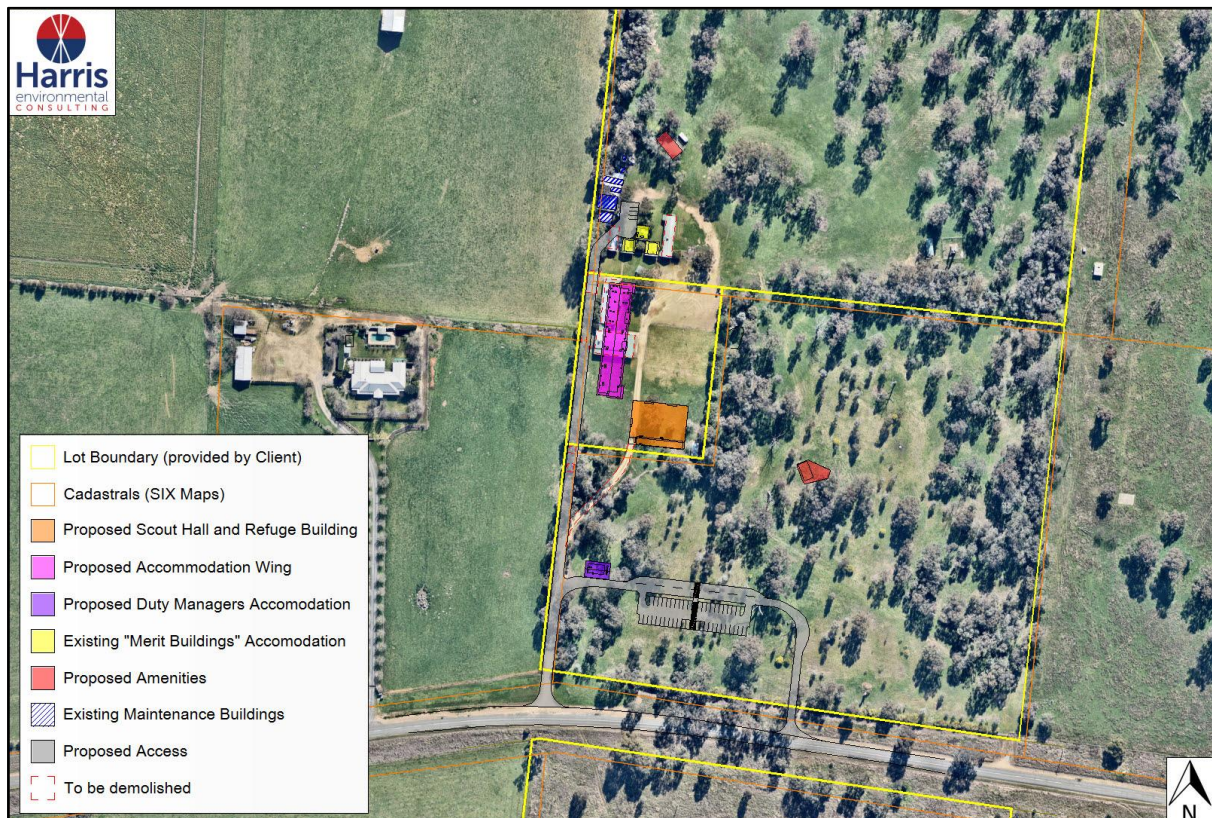 Harris
environmental
CONSULTING
Lot Boundary (provided by Client)
Cadastrals (SIX Maps)
Proposed Scout Hall and Refuge Building
Proposed Accommodation Wing
Proposed Duty Managers Accomodation
Existing "Merit Buildings" Accomodation
Proposed Amenities
Existing Maintenance Buildings
Proposed Access
To be demolished
N